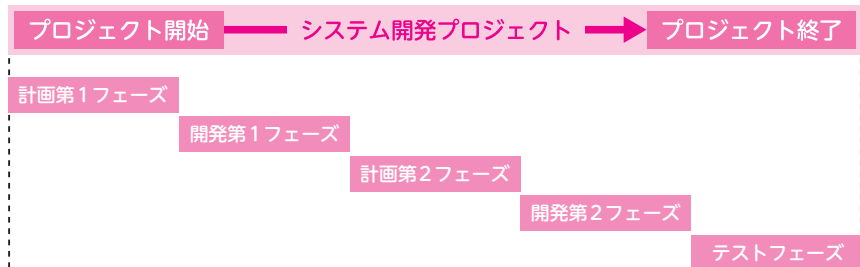 プロジェクト開始 システム開発プロジェクト プロジェクト終了
計画第１フェーズ
開発第１フェーズ
計画第２フェーズ
開発第２フェーズ
テストフェーズ